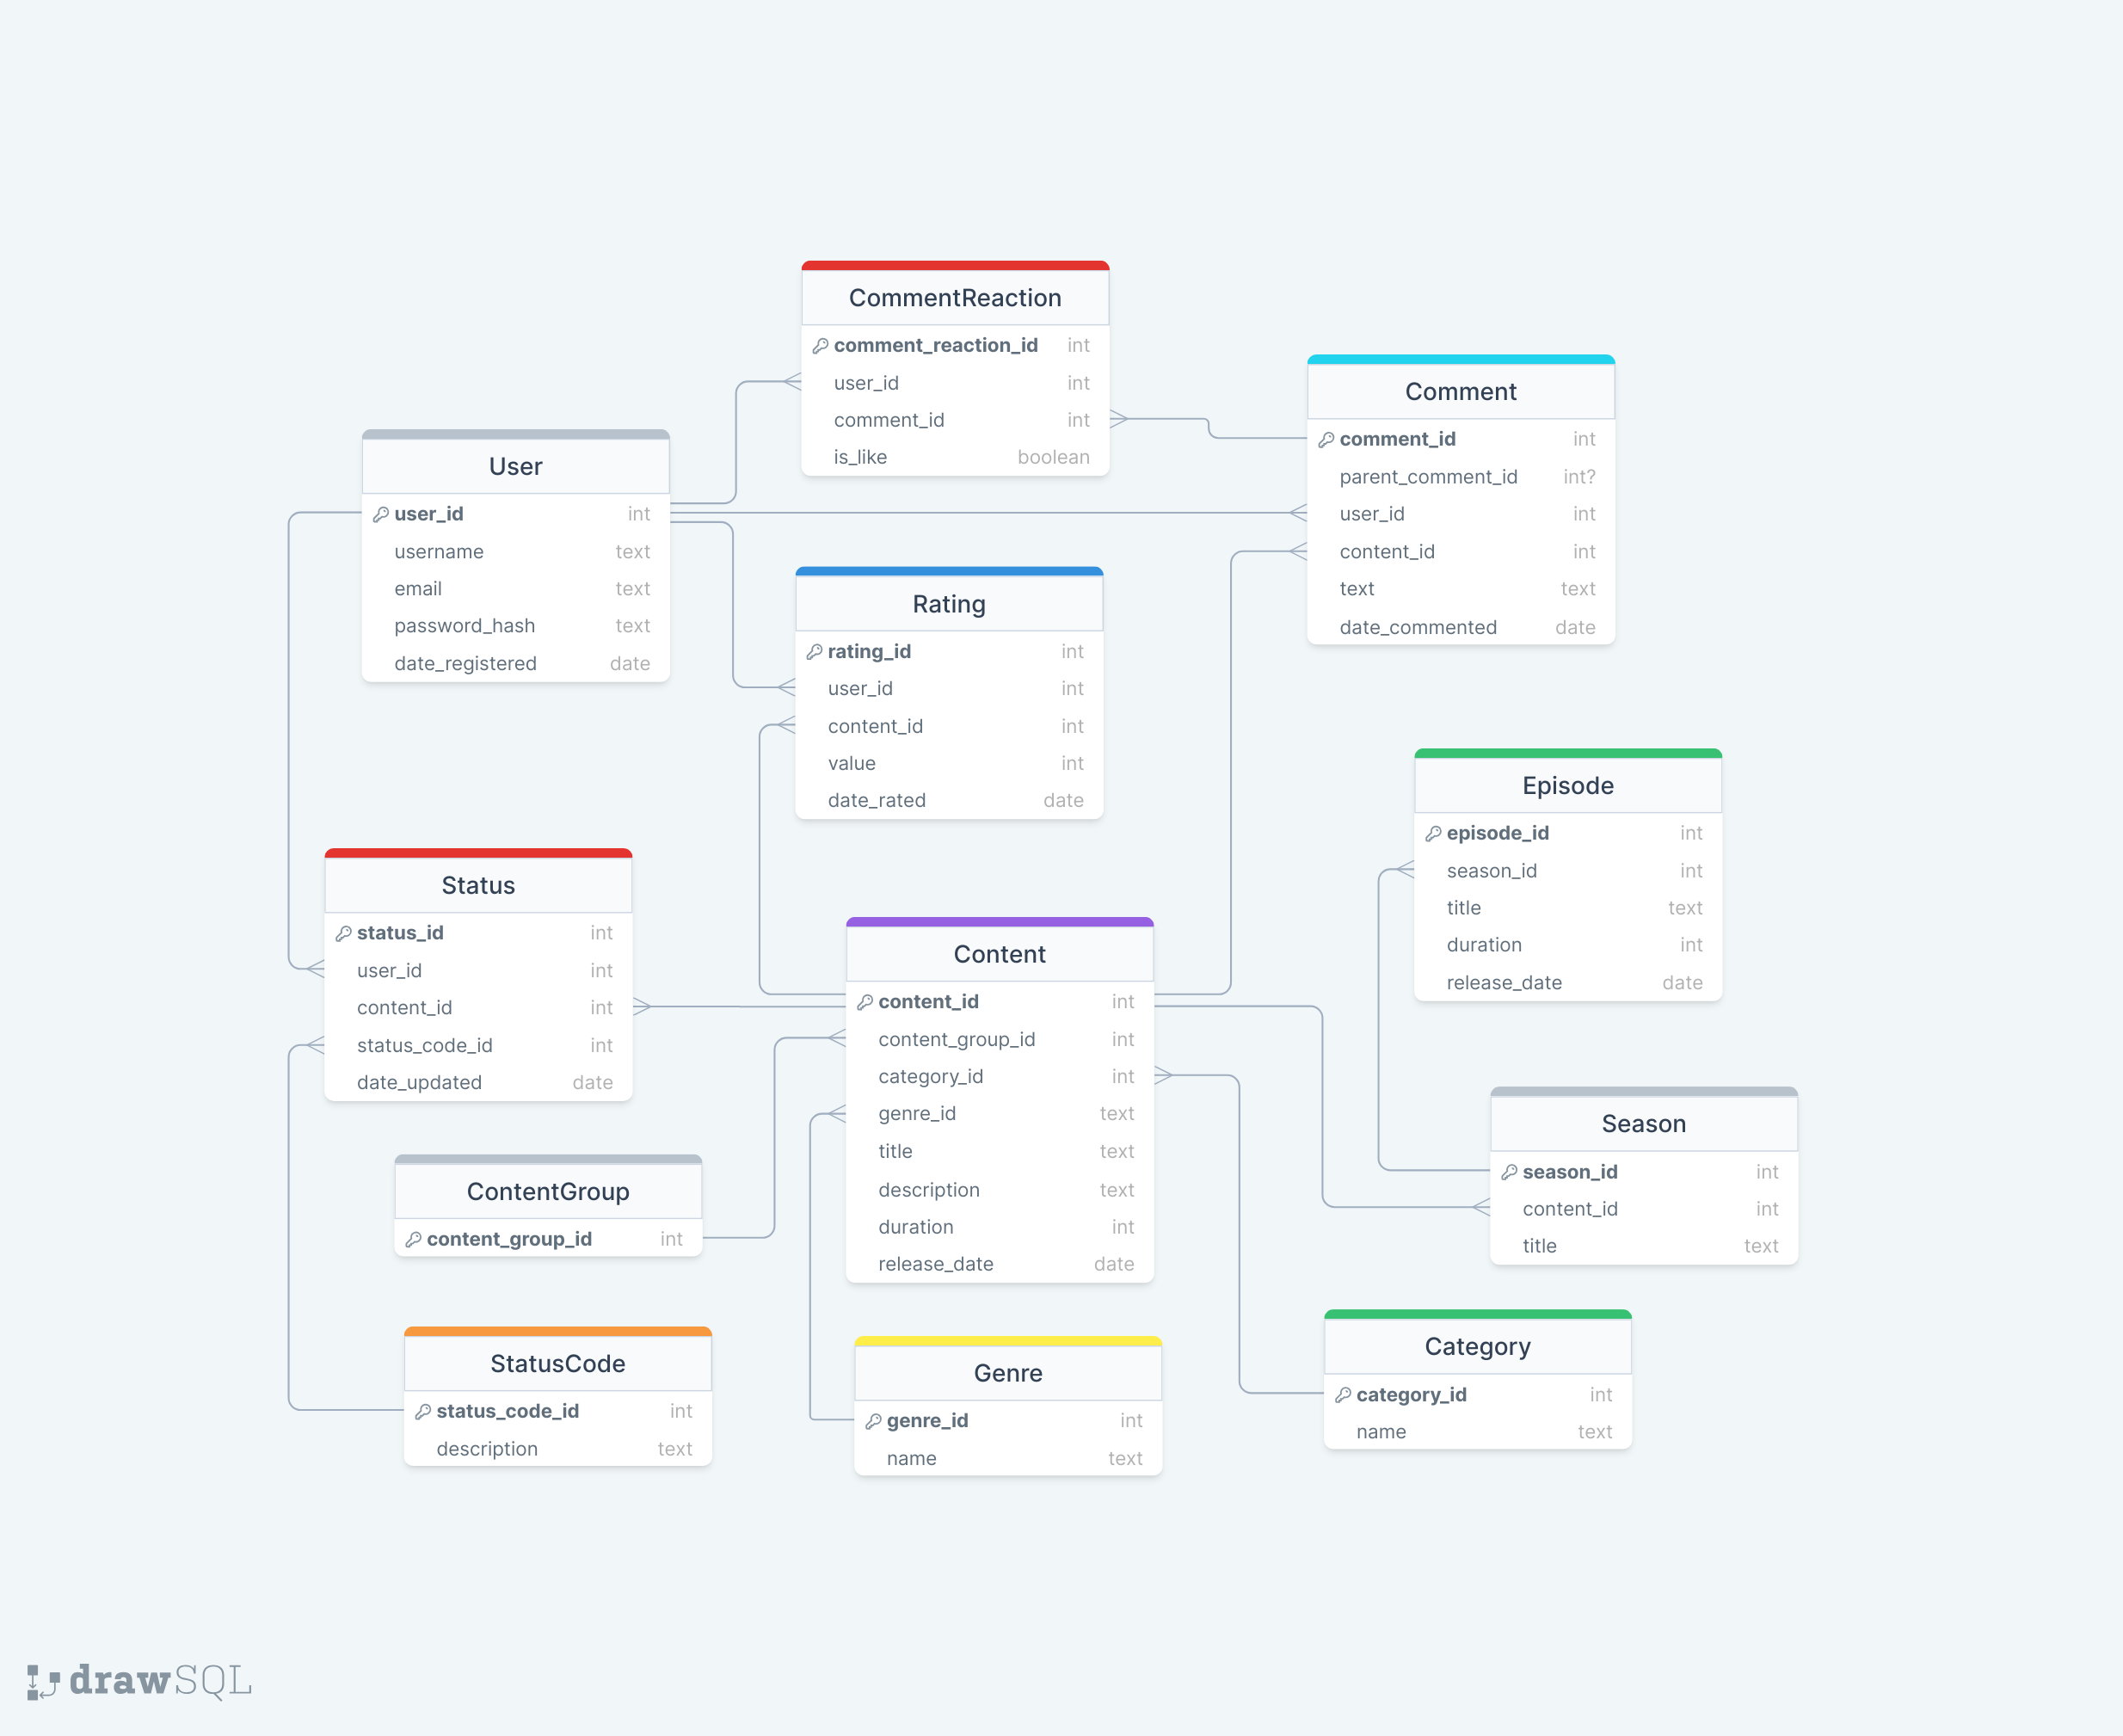 CommentReaction
comment_reaction_id int
user_id int
comment_id int
is_like boolean
Comment
comment_id int
parent_comment_id int?
user_id int
content_id int
text text
date_commented date
User
user_id int
username text
email text
password_hash text
date_registered date
Rating
rating_id int
user_id int
content_id int
value int
date_rated date
Episode
episode_id int
season_id int
title text
duration int
release_date date
Status
status_id int
user_id int
content_id int
status_code_id int
date_updated date
Content
content_id int
content_group_id int
category_id int
genre_id text
title text
description text
duration int
release_date date
Season
season_id int
content_id int
title text
ContentGroup
content_group_id int
StatusCode
status_code_id int
description text
Genre
genre_id int
name text
Category
category_id int
name text
drawSQL